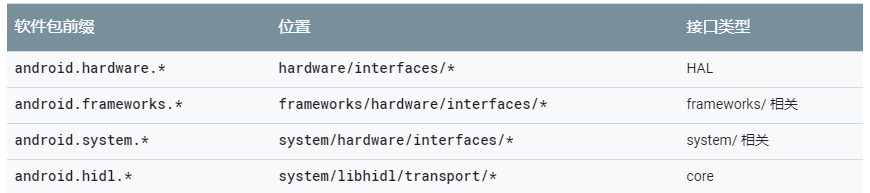 软件包前缀 位置 接口类型
android.hardware.* hardware/interfaces/* HAL
android.frameworks.* frameworks/hardware/interfaces/* frameworks/ 相关
android.system.* system/hardware/interfaces/* system/ 相关
android.hidl.* system/libhidl/transport/* core